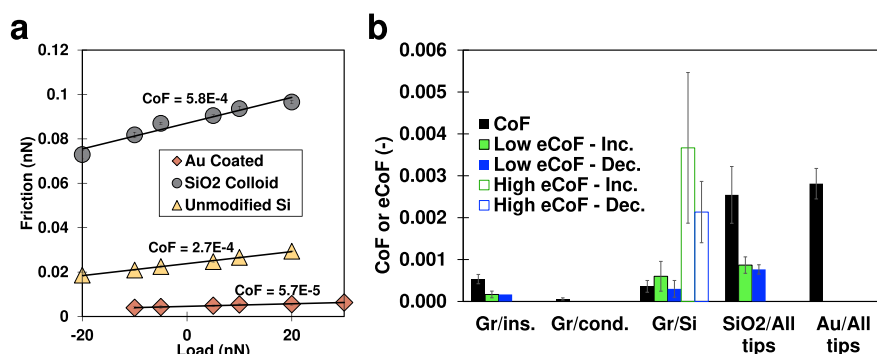 a
Friction (nN)
0.12
0.1
0.08
0.06
0.04
0.02
0
CoF = 5.8E-4
Au Coated
SiO2 Colloid
Unmodified Si
CoF = 2.7E-4
CoF = 5.7E-5
-20
0
20
Load (nN)
b
CoF or eCoF (-)
0.006
0.005
0.004
0.003
0.002
0.001
0.000
CoF
Low eCoF - Inc.
Low eCoF - Dec.
High eCoF - Inc.
High eCoF - Dec.
Gr/ins.
Gr/cond.
Gr/Si
SiO2/All
tips
Au/All
tips